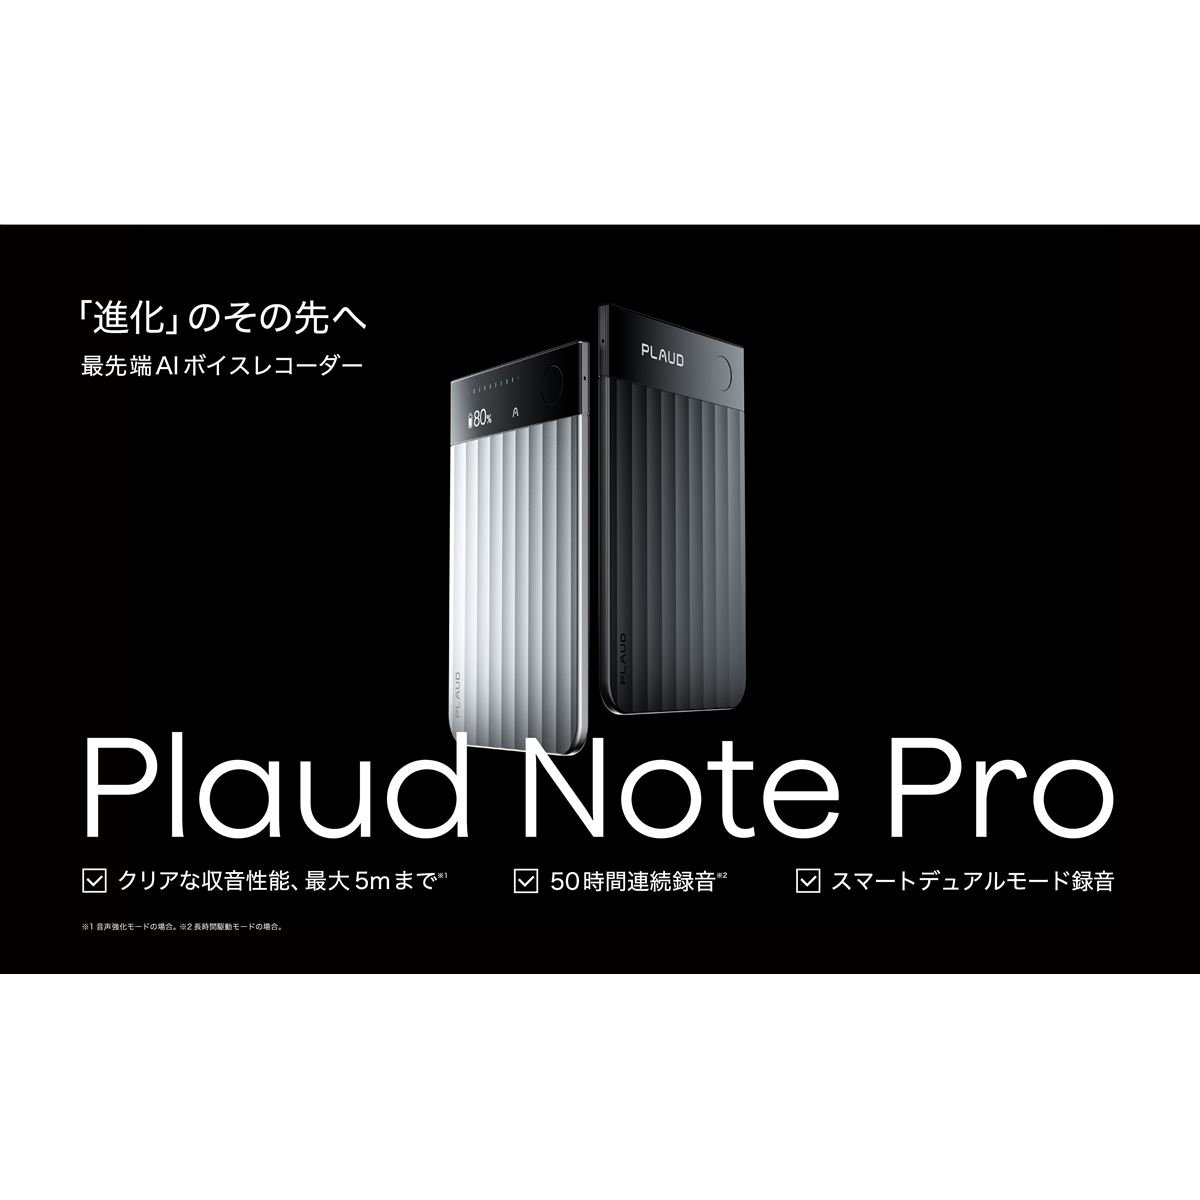 「進化」のその先へ
最先端AIボイスレコーダー
PLAUD
80%
A
PLAUD
PLAUD
Plaud Note Pro
クリアな収音性能、最大5mまで※1
50時間連続録音※2
スマートデュアルモード録音
※1 音声強化モードの場合。※2 長時間駆動モードの場合。